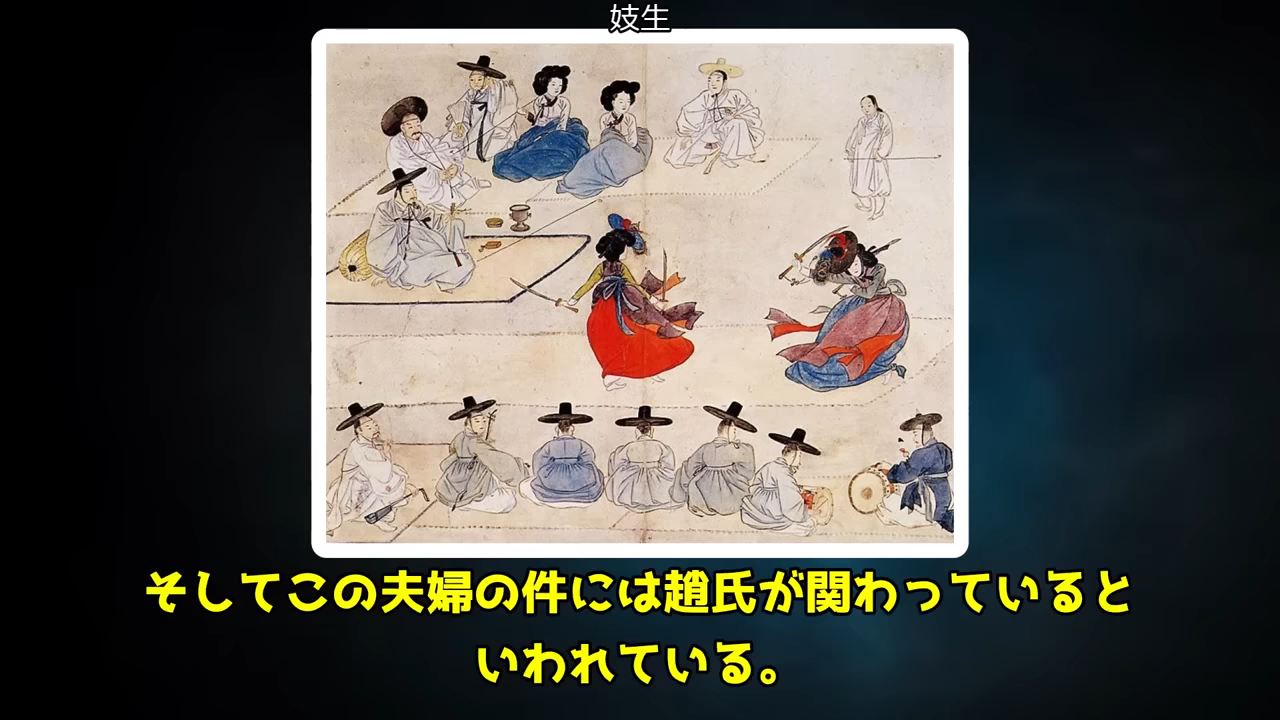 妓生
そしてこの夫婦の件には趙氏が関わっていると
いわれている。